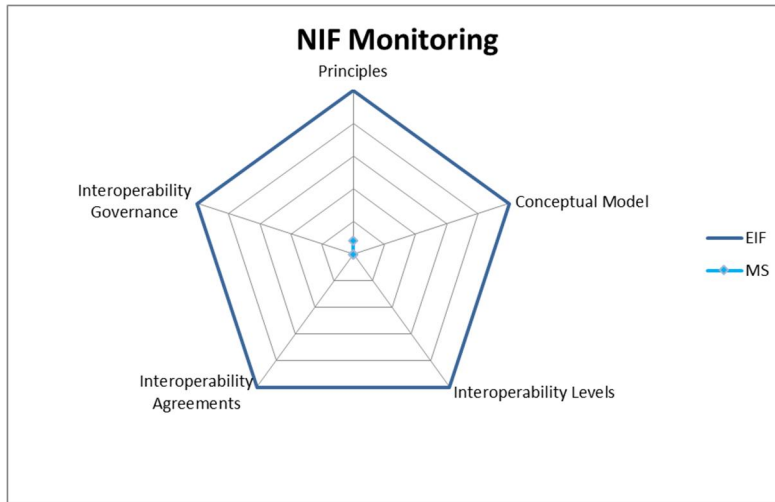 NIF Monitoring
Principles
Interoperability
Governance
Conceptual Model
EIF
MS
Interoperability
Agreements
Interoperability Levels